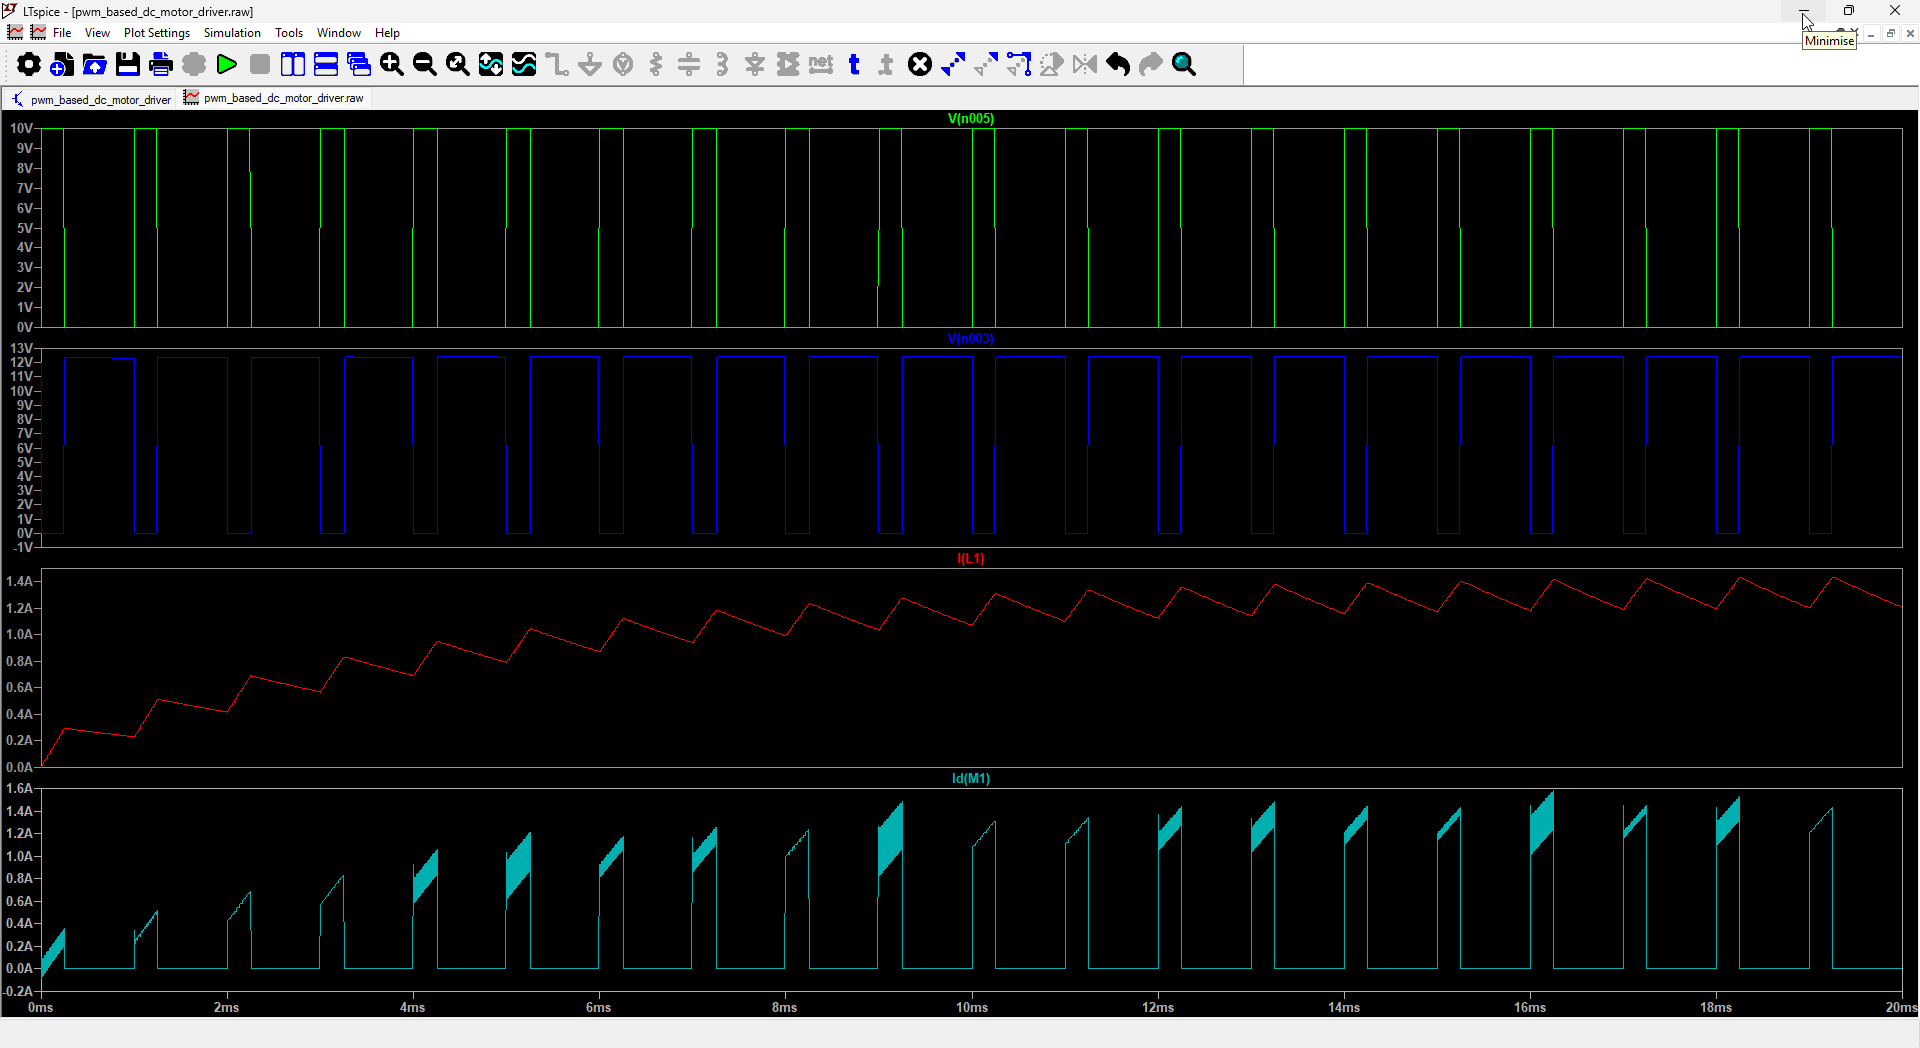 LTspice - [pwm_based_dc_motor_driver.raw]
File View Plot Settings Simulation Tools Window Help
Minimise
net
pwm_based_dc_motor_driver pwm_based_dc_motor_driver.raw
V(n005)
10V
9V
8V
7V
6V
5V
4V
3V
2V
1V
0V
V(n003)
13V
12V
11V
10V
9V
8V
7V
6V
5V
4V
3V
2V
1V
0V
-1V
I(L1)
1.4A
1.2A
1.0A
0.8A
0.6A
0.4A
0.2A
0.0A
Id(M1)
1.6A
1.4A
1.2A
1.0A
0.8A
0.6A
0.4A
0.2A
0.0A
-0.2A
0ms 2ms 4ms 6ms 8ms 10ms 12ms 14ms 16ms 18ms 20ms